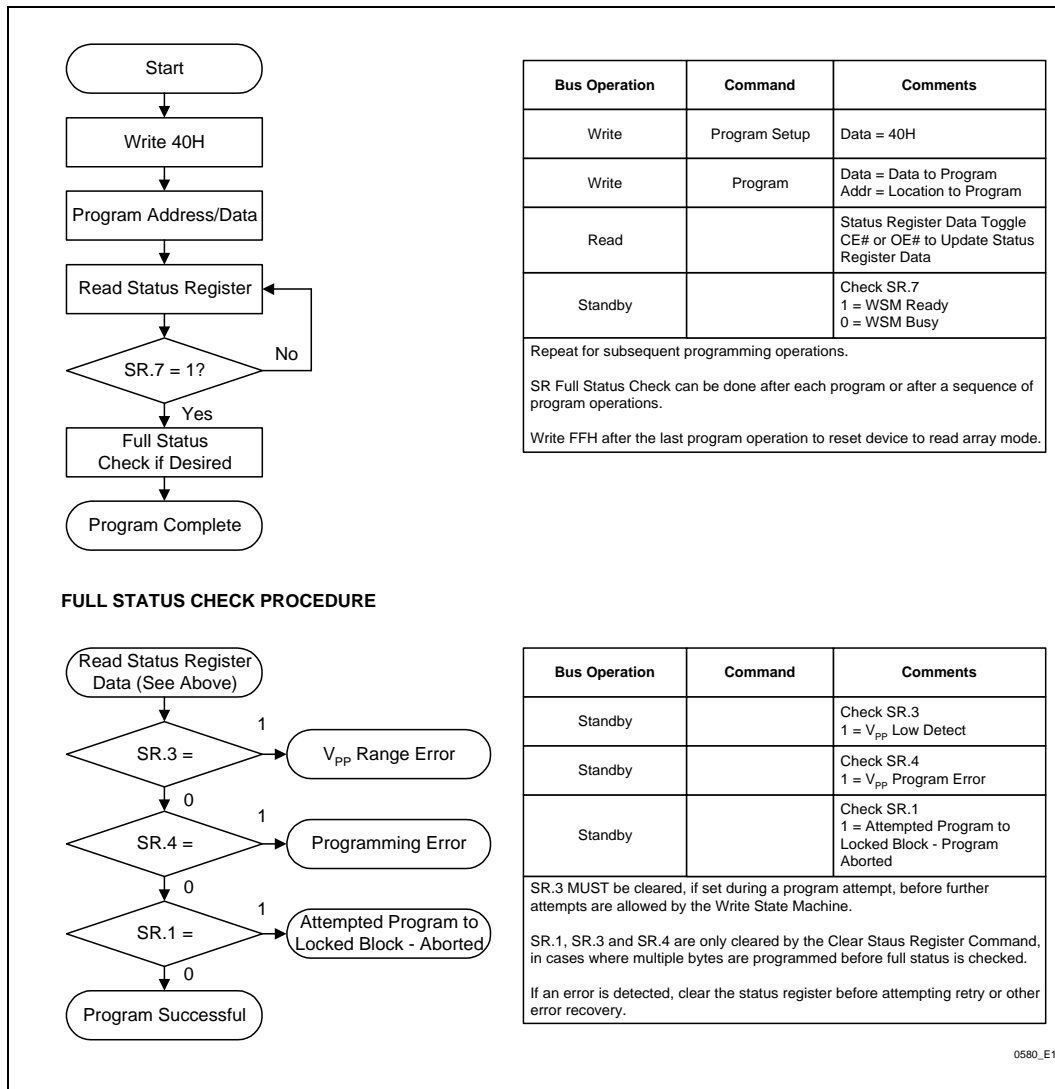 Start
Write 40H
Program Address/Data
Read Status Register
No
SR.7 = 1?
Yes
Full Status
Check if Desired
Program Complete
Bus Operation Command Comments
Write Program Setup Data = 40H
Write Program Data = Data to Program
Addr = Location to Program
Read Status Register Data Toggle
CE# or OE# to Update Status
Register Data
Standby Check SR.7
1 = WSM Ready
0 = WSM Busy
Repeat for subsequent programming operations.
SR Full Status Check can be done after each program or after a sequence of
program operations.
Write FFH after the last program operation to reset device to read array mode.
FULL STATUS CHECK PROCEDURE
Read Status Register
Data (See Above)
SR.3 =
1
VPP Range Error
0
SR.4 =
1
Programming Error
0
SR.1 =
1
Attempted Program to
Locked Block - Aborted
0
Program Successful
Bus Operation Command Comments
Standby Check SR.3
1 = VPP Low Detect
Standby Check SR.4
1 = VPP Program Error
Standby Check SR.1
1 = Attempted Program to
Locked Block - Program
Aborted
SR.3 MUST be cleared, if set during a program attempt, before further
attempts are allowed by the Write State Machine.
SR.1, SR.3 and SR.4 are only cleared by the Clear Staus Register Command,
in cases where multiple bytes are programmed before full status is checked.
If an error is detected, clear the status register before attempting retry or other
error recovery.
0580_E1